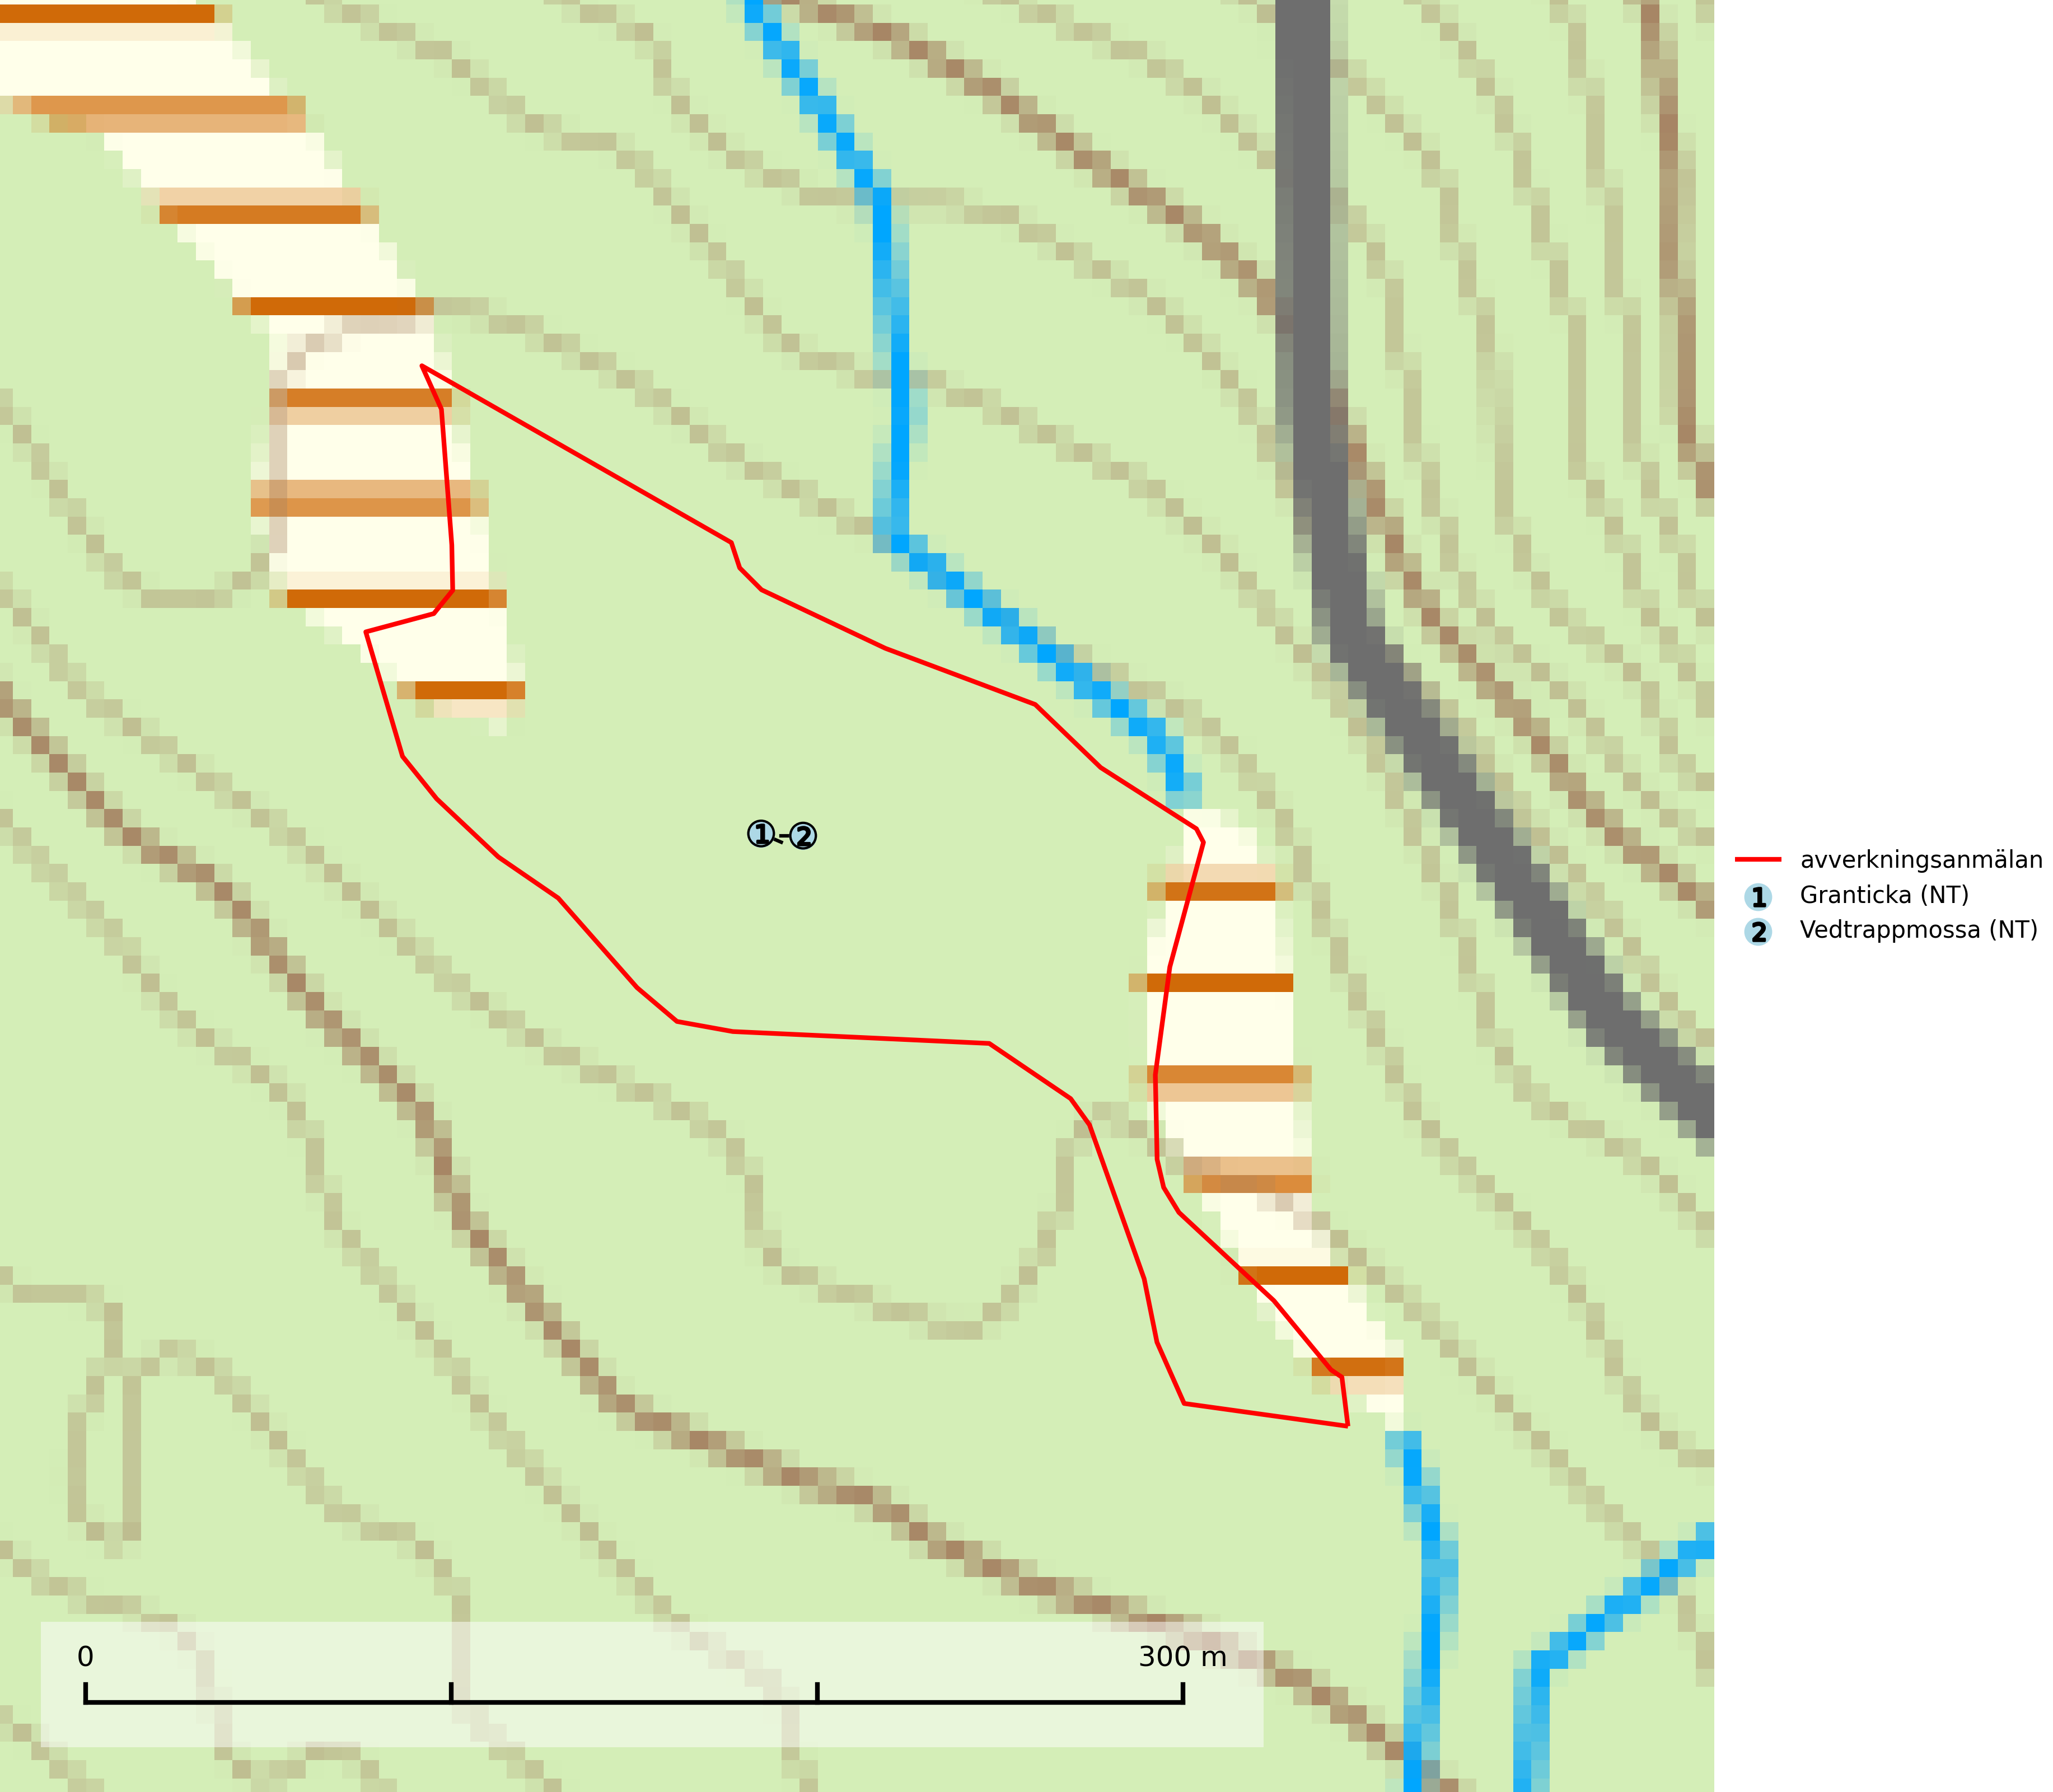 1 2
avverkningsanmälan
1 Granticka (NT)
2 Vedtrappmossa (NT)
0 300 m